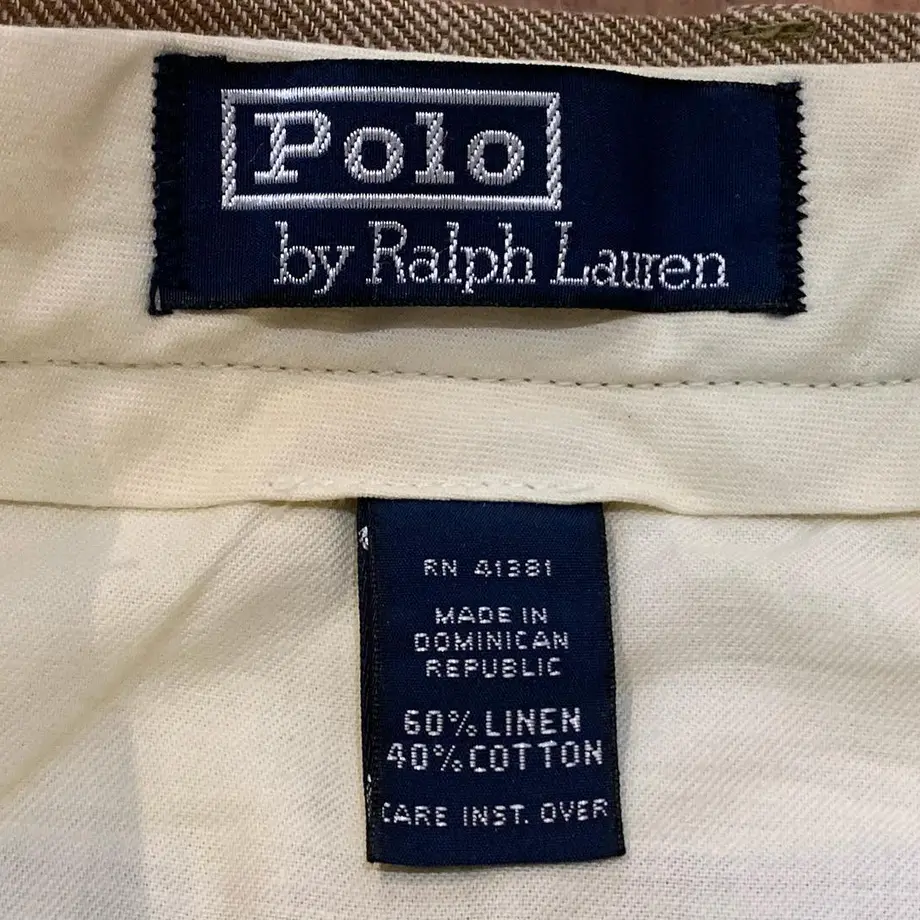 Polo
by Ralph Lauren
RN 41381
MADE IN
DOMINICAN
REPUBLIC
60% LINEN
40% COTTON
CARE INST. OVER